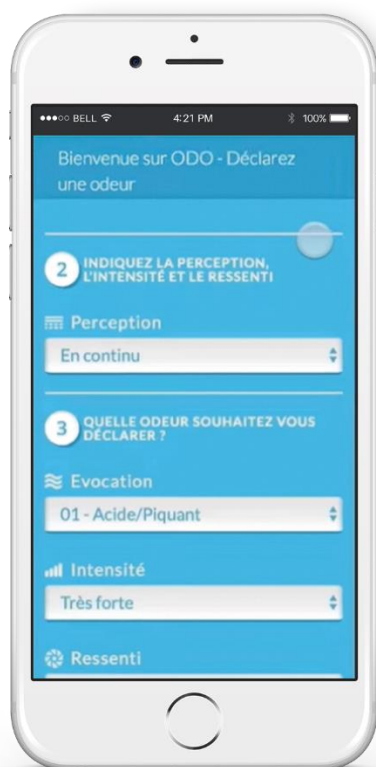 BELL 4:21 PM 100%
Bienvenue sur ODO - Déclarez
une odeur
2 INDIQUEZ LA PERCEPTION,
L'INTENSITÉ ET LE RESSENTI
Perception
En continu
3 QUELLE ODEUR SOUHAITEZ VOUS
DÉCLARER ?
Evocation
01 - Acide/Piquant
Intensité
Très forte
Ressenti